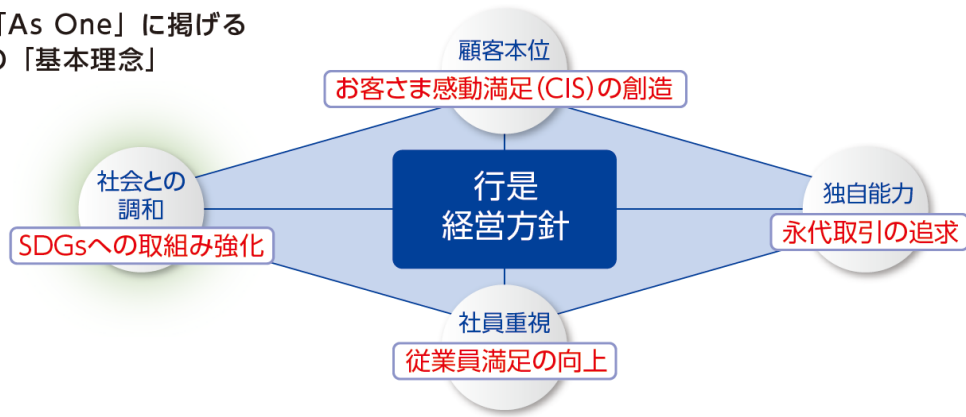 「As One」に掲げる
の「基本理念」
顧客本位
お客さま感動満足(CIS)の創造
社会との
調和
SDGsへの取組み強化
行是
経営方針
独自能力
永代取引の追求
社員重視
従業員満足の向上